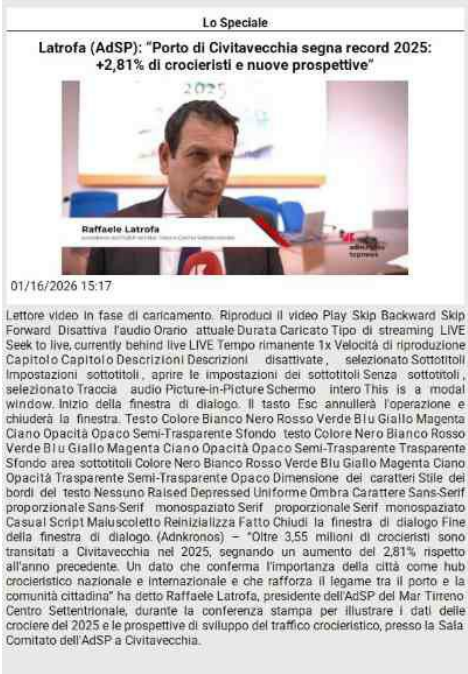 Lo Speciale
Latrofa (AdSP): “Porto di Civitavecchia segna record 2025:
+2,81% di crocieristi e nuove prospettive”
2025
Raffaele Latrofa
01/16/2026 15:17
Lettore video in fase di caricamento. Riproduci il video Play Skip Backward Skip
Forward Disattiva l'audio Orario attuale Durata Caricato Tipo di streaming LIVE
Seek to live, currently behind live LIVE Tempo rimanente 1x Velocità di riproduzione
Capitolo Capitolo Descrizioni Descrizioni disattivate , selezionato Sottotitoli
Impostazioni sottotitoli , aprire le impostazioni dei sottotitoli Senza sottotitoli ,
selezionato Traccia audio Picture-in-Picture Schermo intero This is a modal
window. Inizio della finestra di dialogo. Il tasto Esc annullerà l'operazione e
chiuderà la finestra. Testo Colore Bianco Nero Rosso Verde Blu Giallo Magenta
Ciano Opacità Opaco Semi-Trasparente Sfondo testo Colore Nero Bianco Rosso
Verde Blu Giallo Magenta Ciano Opacità Opaco Semi-Trasparente Trasparente
Sfondo area sottotitoli Colore Nero Bianco Rosso Verde Blu Giallo Magenta Ciano
Opacità Trasparente Semi-Trasparente Opaco Dimensione dei caratteri Stile dei
bordi del testo Nessuno Raised Depressed Uniforme Ombra Carattere Sans-Serif
proporzionale Sans-Serif monospaziato Serif proporzionale Serif monospaziato
Casual Script Maiuscoletto Reinizializza Fatto Chiudi la finestra di dialogo Fine
della finestra di dialogo. (Adnkronos) – “Oltre 3,55 milioni di crocieristi sono
transitati a Civitavecchia nel 2025, segnando un aumento del 2,81% rispetto
all'anno precedente. Un dato che conferma l'importanza della città come hub
crocieristico nazionale e internazionale e che rafforza il legame tra il porto e la
comunità cittadina” ha detto Raffaele Latrofa, presidente dell'AdSP del Mar Tirreno
Centro Settentrionale, durante la conferenza stampa per illustrare i dati delle
crociere del 2025 e le prospettive di sviluppo del traffico crocieristico, presso la Sala
Comitato dell'AdSP a Civitavecchia.